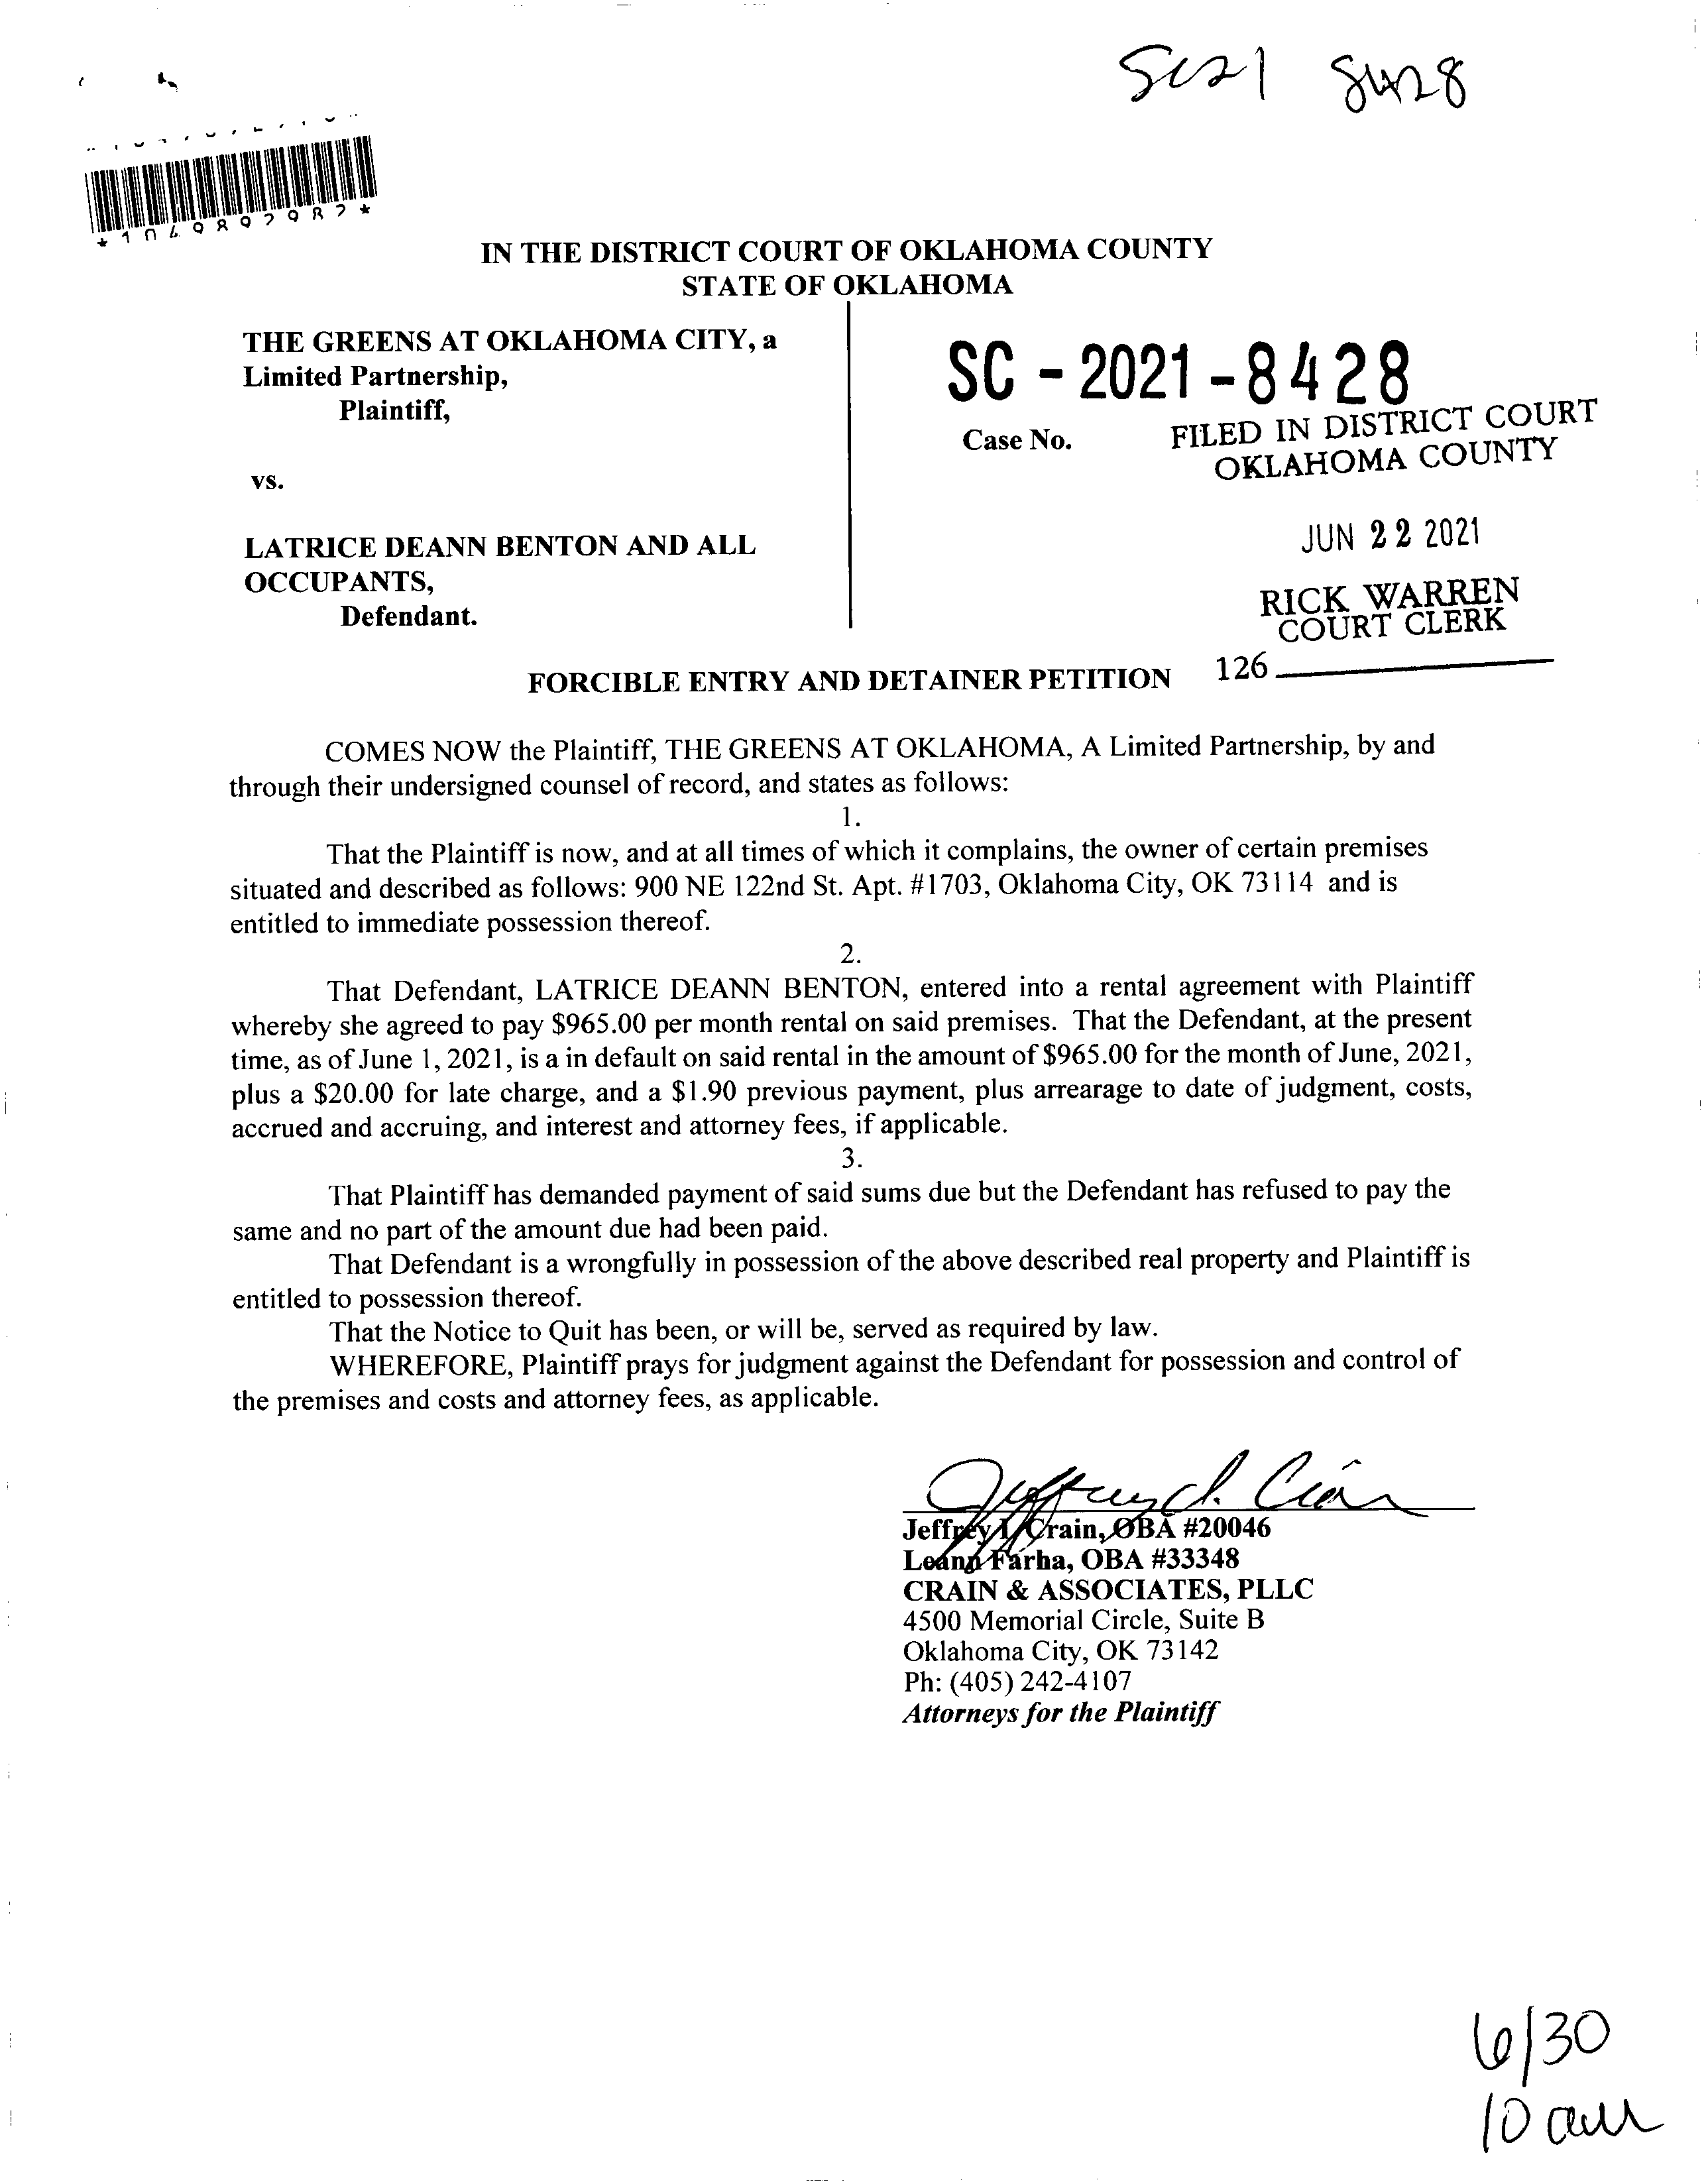 SC21 8428
*1049897987*
IN THE DISTRICT COURT OF OKLAHOMA COUNTY
STATE OF OKLAHOMA
THE GREENS AT OKLAHOMA CITY, a
Limited Partnership,
Plaintiff,
vs.
LATRICE DEANN BENTON AND ALL
OCCUPANTS,
Defendant.
SC - 2021 - 8428
Case No.
FILED IN DISTRICT COURT
OKLAHOMA COUNTY
JUN 22 2021
RICK WARREN
COURT CLERK
126
FORCIBLE ENTRY AND DETAINER PETITION
COMES NOW the Plaintiff, THE GREENS AT OKLAHOMA, A Limited Partnership, by and
through their undersigned counsel of record, and states as follows:
1.
That the Plaintiff is now, and at all times of which it complains, the owner of certain premises
situated and described as follows: 900 NE 122nd St. Apt. #1703, Oklahoma City, OK 73114 and is
entitled to immediate possession thereof.
2.
That Defendant, LATRICE DEANN BENTON, entered into a rental agreement with Plaintiff
whereby she agreed to pay $965.00 per month rental on said premises. That the Defendant, at the present
time, as of June 1, 2021, is a in default on said rental in the amount of $965.00 for the month of June, 2021,
plus a $20.00 for late charge, and a $1.90 previous payment, plus arrearage to date of judgment, costs,
accrued and accruing, and interest and attorney fees, if applicable.
3.
That Plaintiff has demanded payment of said sums due but the Defendant has refused to pay the
same and no part of the amount due had been paid.
That Defendant is a wrongfully in possession of the above described real property and Plaintiff is
entitled to possession thereof.
That the Notice to Quit has been, or will be, served as required by law.
WHEREFORE, Plaintiff prays for judgment against the Defendant for possession and control of
the premises and costs and attorney fees, as applicable.
Jeffrey I. Crain
Jeffrey I. Crain, OBA #20046
Leann Farha, OBA #33348
CRAIN & ASSOCIATES, PLLC
4500 Memorial Circle, Suite B
Oklahoma City, OK 73142
Ph: (405) 242-4107
Attorneys for the Plaintiff
6/30
10 am